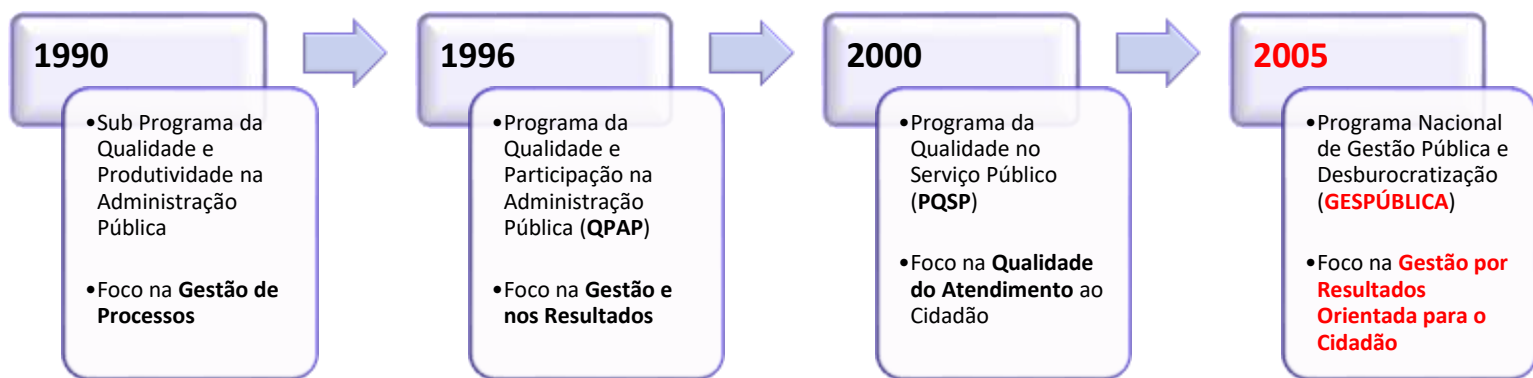 1990
•Sub Programa da
Qualidade e
Produtividade na
Administração
Pública
•Foco na Gestão de
Processos
1996
•Programa da
Qualidade e
Participação na
Administração
Pública (QPAP)
•Foco na Gestão e
nos Resultados
2000
•Programa da
Qualidade no
Serviço Público
(PQSP)
•Foco na Qualidade
do Atendimento ao
Cidadão
2005
•Programa Nacional
de Gestão Pública e
Desburocratização
(GESPÚBLICA)
•Foco na Gestão por
Resultados
Orientada para o
Cidadão